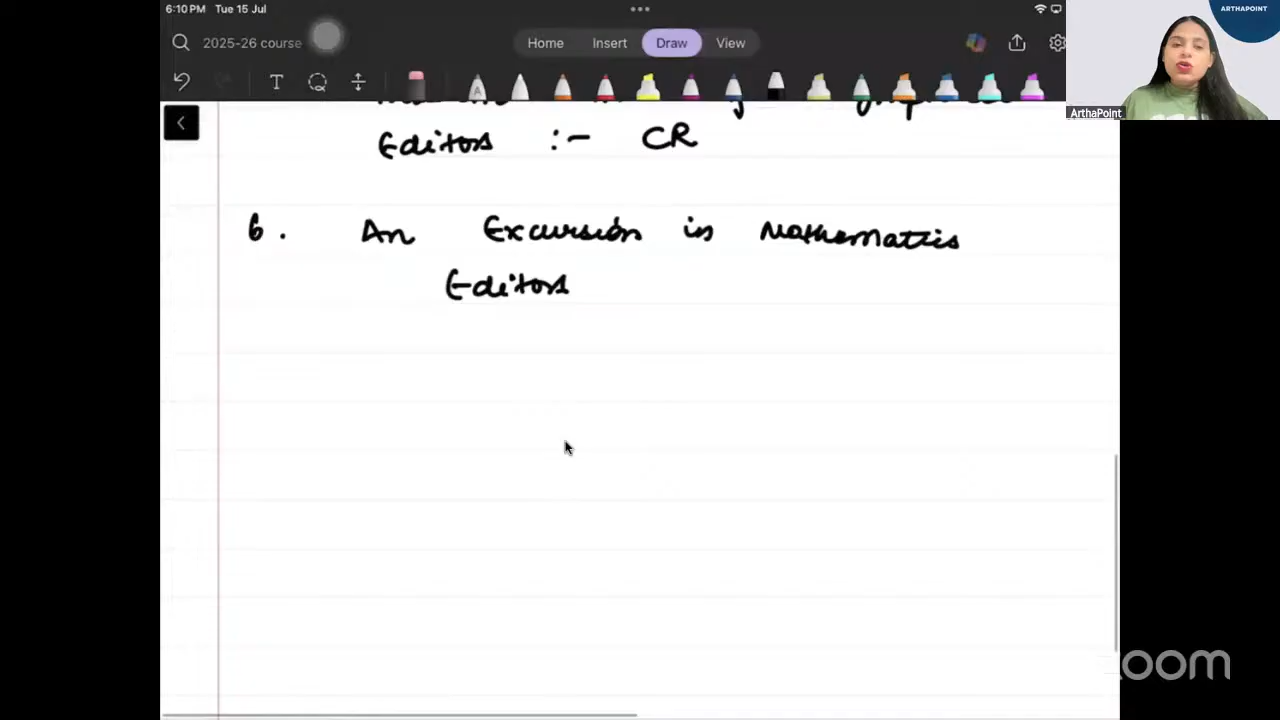 6:10 PM Tue 15 Jul
ARTHAPOINT
2025-26 course
Home Insert Draw View
T
A
ArthaPoint
Editors :- CR
6. An Excursion in Mathematics
Editors
zoom